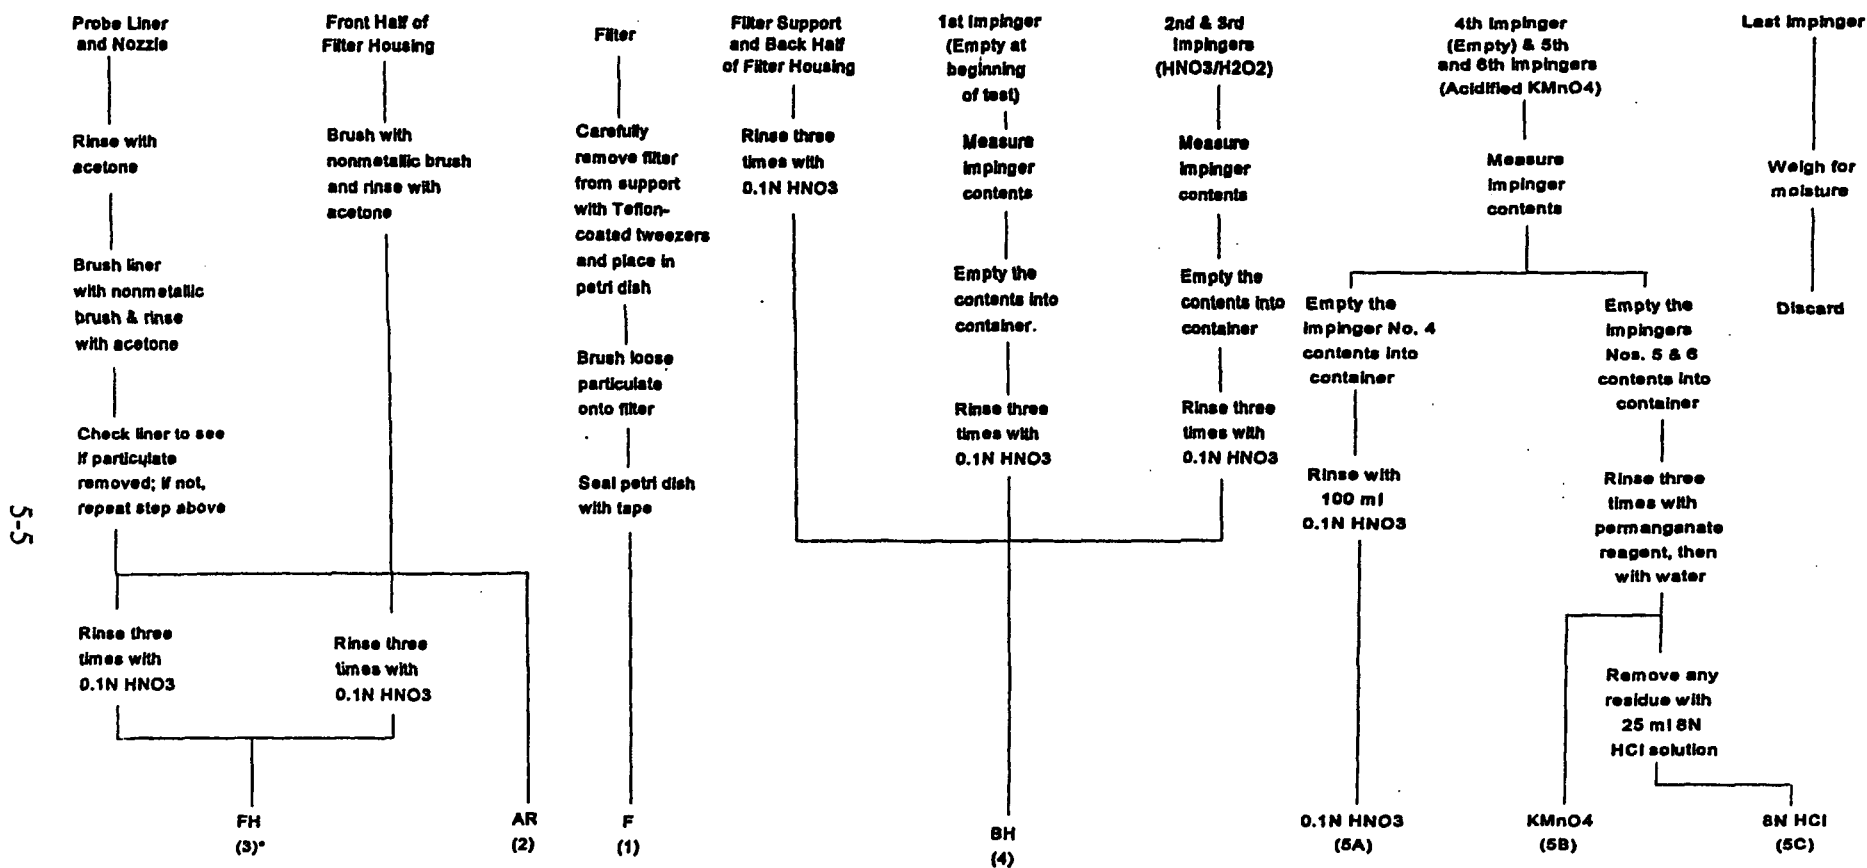 Probe Liner
and Nozzle
Rinse with
acetone
Brush liner
with nonmetallic
brush & rinse
with acetone
Check liner to see
if particulate
removed; if not,
repeat step above
Rinse three
times with
0.1N HNO3
Front Half of
Filter Housing
Brush with
nonmetallic brush
and rinse with
acetone
Rinse three
times with
0.1N HNO3
FH
(3)*
AR
(2)
Filter
Carefully
remove filter
from support
with Teflon-
coated tweezers
and place in
petri dish
Brush loose
particulate
onto filter
Seal petri dish
with tape
F
(1)
Filter Support
and Back Half
of Filter Housing
Rinse three
times with
0.1N HNO3
1st Impinger
(Empty at
beginning
of test)
Measure
impinger
contents
Empty the
contents into
container.
Rinse three
times with
0.1N HNO3
2nd & 3rd
Impingers
(HNO3/H2O2)
Measure
impinger
contents
Empty the
contents into
container
Rinse three
times with
0.1N HNO3
BH
(4)
4th Impinger
(Empty) & 5th
and 6th Impingers
(Acidified KMnO4)
Measure
Impinger
contents
Empty the
Impinger No. 4
contents into
container
Rinse with
100 ml
0.1N HNO3
0.1N HNO3
(5A)
Empty the
Impingers
Nos. 5 & 6
contents into
container
Rinse three
times with
permanganate
reagent, then
with water
KMnO4
(5B)
Remove any
residue with
25 ml 8N
HCl solution
8N HCl
(5C)
Last Impinger
Weigh for
moisture
Discard
5-5